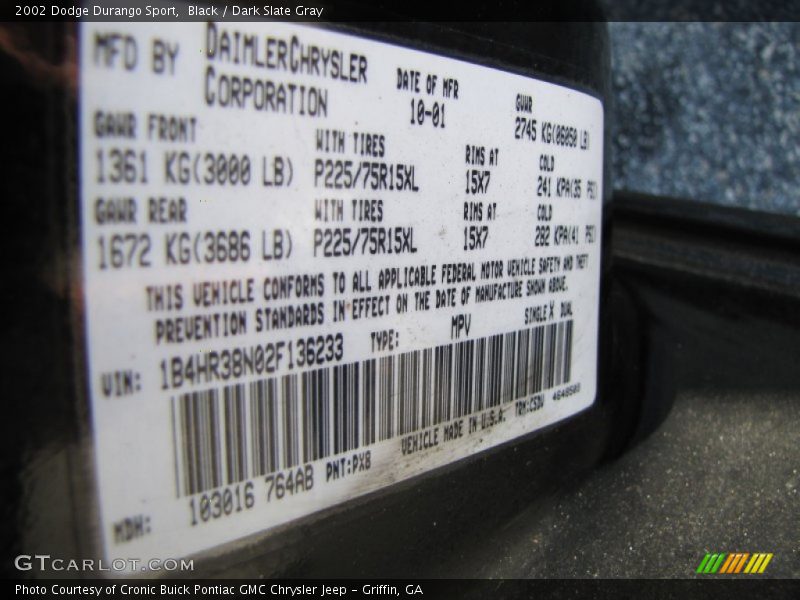 2002 Dodge Durango Sport,  Black / Dark Slate Gray
MFD BY DAIMLERCHRYSLER CORPORATION
DATE OF MFR 10-01
GVWR 2745 KG(06050 LB)
GAWR FRONT WITH TIRES RIMS AT COLD
1361 KG(3000 LB) P225/75R15XL 15X7 241 KPA(35 PSI)
GAWR REAR WITH TIRES RIMS AT COLD
1672 KG(3686 LB) P225/75R15XL 15X7 282 KPA(41 PSI)
THIS VEHICLE CONFORMS TO ALL APPLICABLE FEDERAL MOTOR VEHICLE SAFETY AND THEFT
PREVENTION STANDARDS IN EFFECT ON THE DATE OF MANUFACTURE SHOWN ABOVE.
VIN: 1B4HR38N02F136233 TYPE: MPV SINGLE X DUAL
MDH: 103016 764AB PNT:PX8 VEHICLE MADE IN U.S.A. TRM:C5DV
GTCARLOT.COM
Photo Courtesy of Cronic Buick Pontiac GMC Chrysler Jeep - Griffin, GA